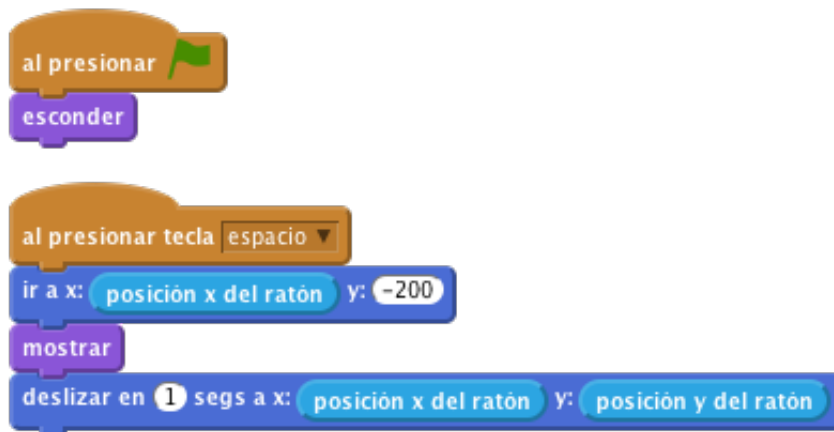 al presionar
esconder
al presionar tecla espacio
ir a x: posición x del ratón y: -200
mostrar
deslizar en 1 segs a x: posición x del ratón y: posición y del ratón